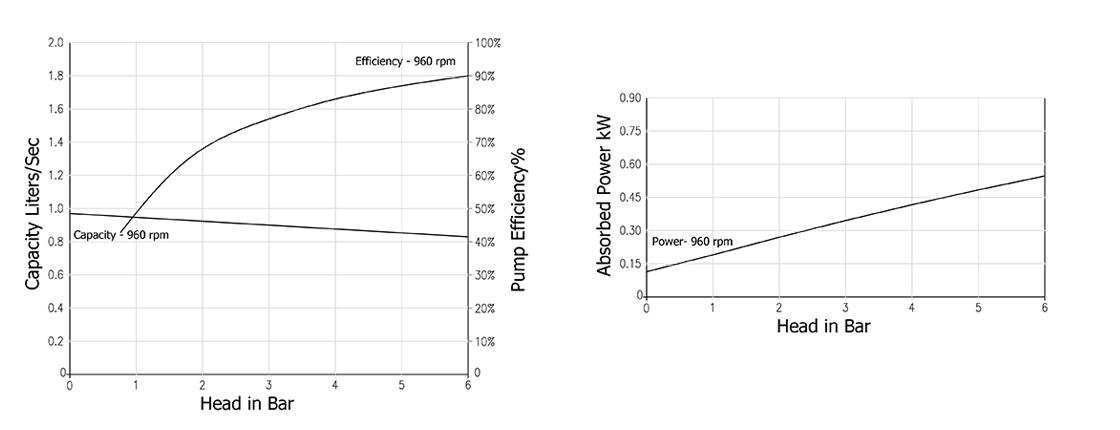 2.0
1.8
1.6
1.4
1.2
1.0
0.8
0.6
0.4
0.2
0
Capacity Liters/Sec
Efficiency - 960 rpm
Capacity - 960 rpm
100%
90%
80%
70%
60%
50%
40%
30%
20%
10%
0
Pump Efficiency%
0 1 2 3 4 5 6
Head in Bar
0.90
0.75
0.60
0.45
0.30
0.15
0
Absorbed Power kW
Power- 960 rpm
0 1 2 3 4 5 6
Head in Bar